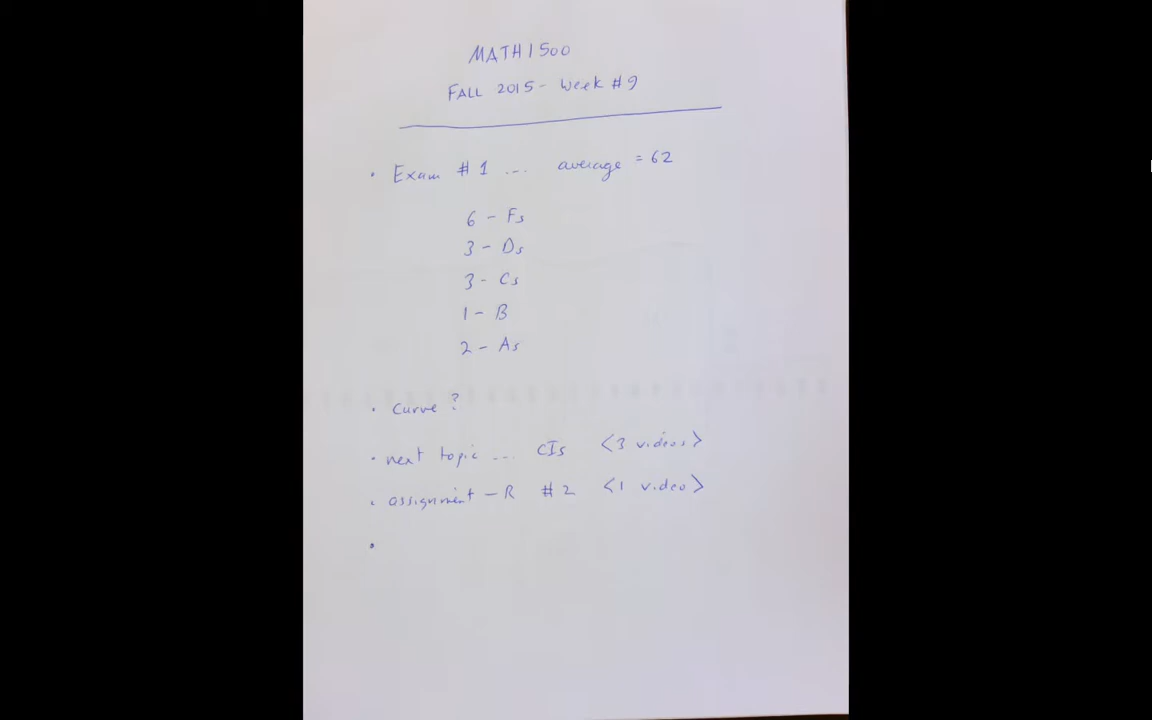 MATH1500
FALL 2015 - Week #9
• Exam #1 ... average = 62
6 - Fs
3 - Ds
3 - Cs
1 - B
2 - As
• Curve?
• next topic ... CIs <3 videos>
• assignment - R #2 <1 video>
•